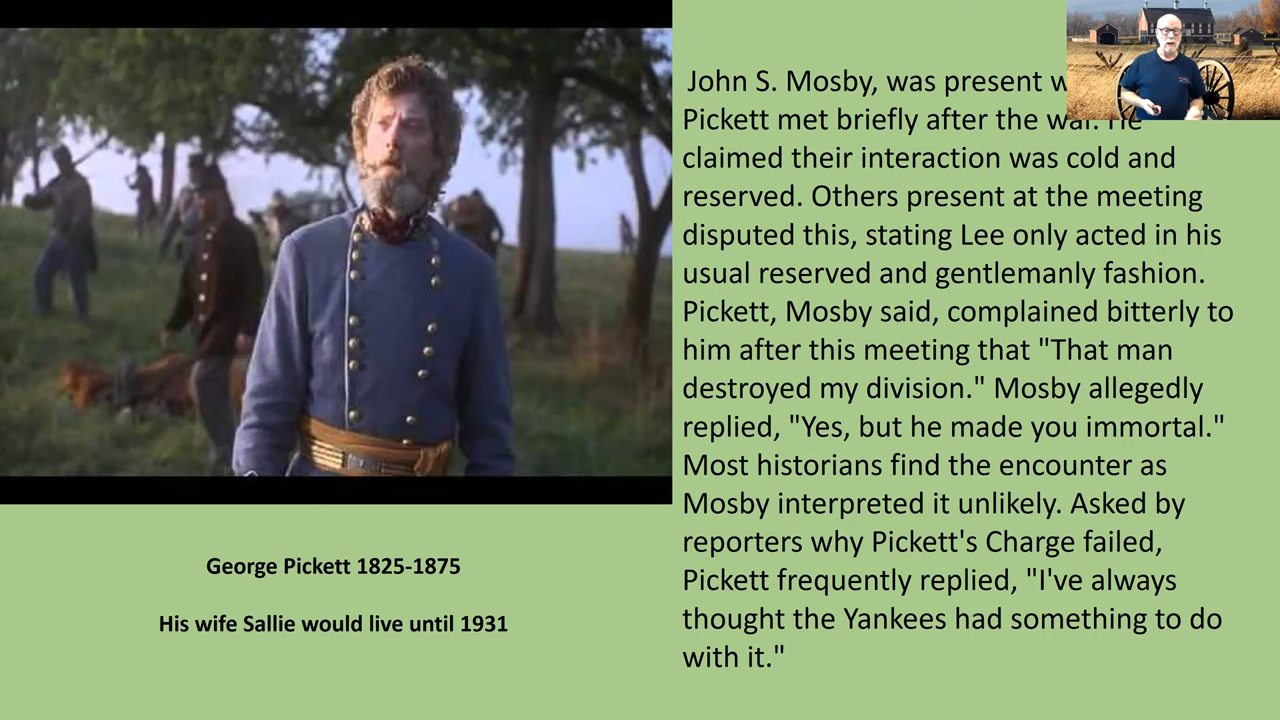 John S. Mosby, was present
Pickett met briefly after the war. He
claimed their interaction was cold and
reserved. Others present at the meeting
disputed this, stating Lee only acted in his
usual reserved and gentlemanly fashion.
Pickett, Mosby said, complained bitterly to
him after this meeting that "That man
destroyed my division." Mosby allegedly
replied, "Yes, but he made you immortal."
Most historians find the encounter as
Mosby interpreted it unlikely. Asked by
reporters why Pickett's Charge failed,
Pickett frequently replied, "I've always
thought the Yankees had something to do
with it."
George Pickett 1825-1875
His wife Sallie would live until 1931